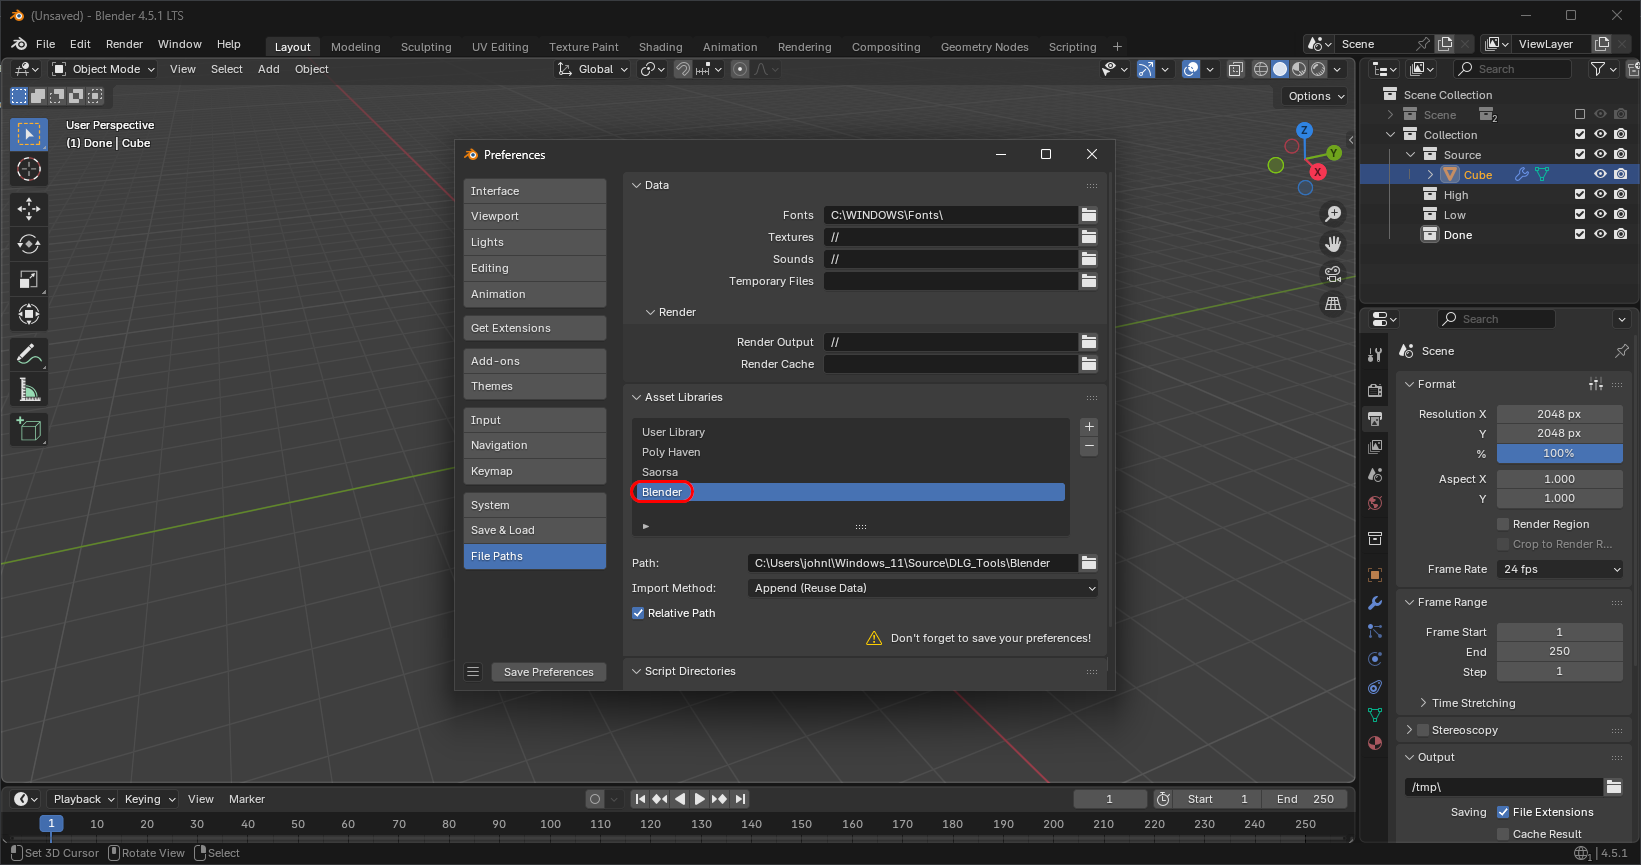 (Unsaved) - Blender 4.5.1 LTS
File Edit Render Window Help Layout Modeling Sculpting UV Editing Texture Paint Shading Animation Rendering Compositing Geometry Nodes Scripting + Scene ViewLayer
Object Mode View Select Add Object Global Search
Options
User Perspective
(1) Done | Cube
Z
Y
X
Scene Collection
Scene 2
Collection
Source
Cube
High
Low
Done
Preferences
Interface
Viewport
Lights
Editing
Animation
Get Extensions
Add-ons
Themes
Input
Navigation
Keymap
System
Save & Load
File Paths
Save Preferences
Data
Fonts C:\WINDOWS\Fonts\
Textures //
Sounds //
Temporary Files
Render
Render Output //
Render Cache
Asset Libraries
User Library
Poly Haven
Saorsa
Blender
Path: C:\Users\johnl\Windows_11\Source\DLG_Tools\Blender
Import Method: Append (Reuse Data)
Relative Path
Don't forget to save your preferences!
Script Directories
Search
Scene
Format
Resolution X 2048 px
Y 2048 px
% 100%
Aspect X 1.000
Y 1.000
Render Region
Crop to Render R...
Frame Rate 24 fps
Frame Range
Frame Start 1
End 250
Step 1
Time Stretching
Stereoscopy
Output
/tmp\
Saving File Extensions
Cache Result
Playback Keying View Marker 1 Start 1 End 250
1 10 20 30 40 50 60 70 80 90 100 110 120 130 140 150 160 170 180 190 200 210 220 230 240 250
Set 3D Cursor Rotate View Select 1 | 4.5.1